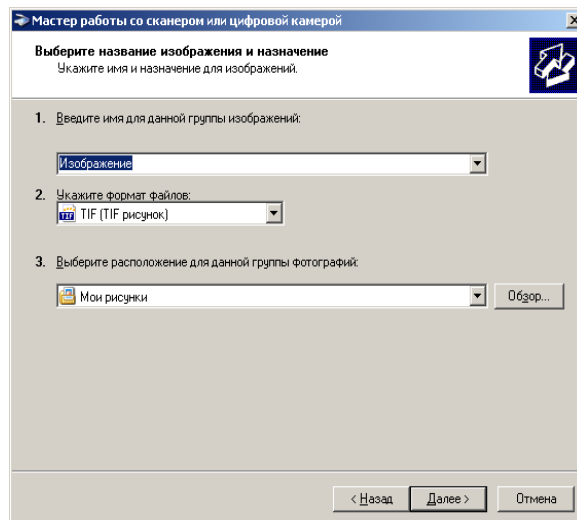 Мастер работы со сканером или цифровой камерой
Выберите название изображения и назначение
Укажите имя и назначение для изображений.
1. Введите имя для данной группы изображений:
Изображение
2. Укажите формат файлов:
TIF (TIF рисунок)
3. Выберите расположение для данной группы фотографий:
Мои рисунки
Обзор...
< Назад Далее > Отмена